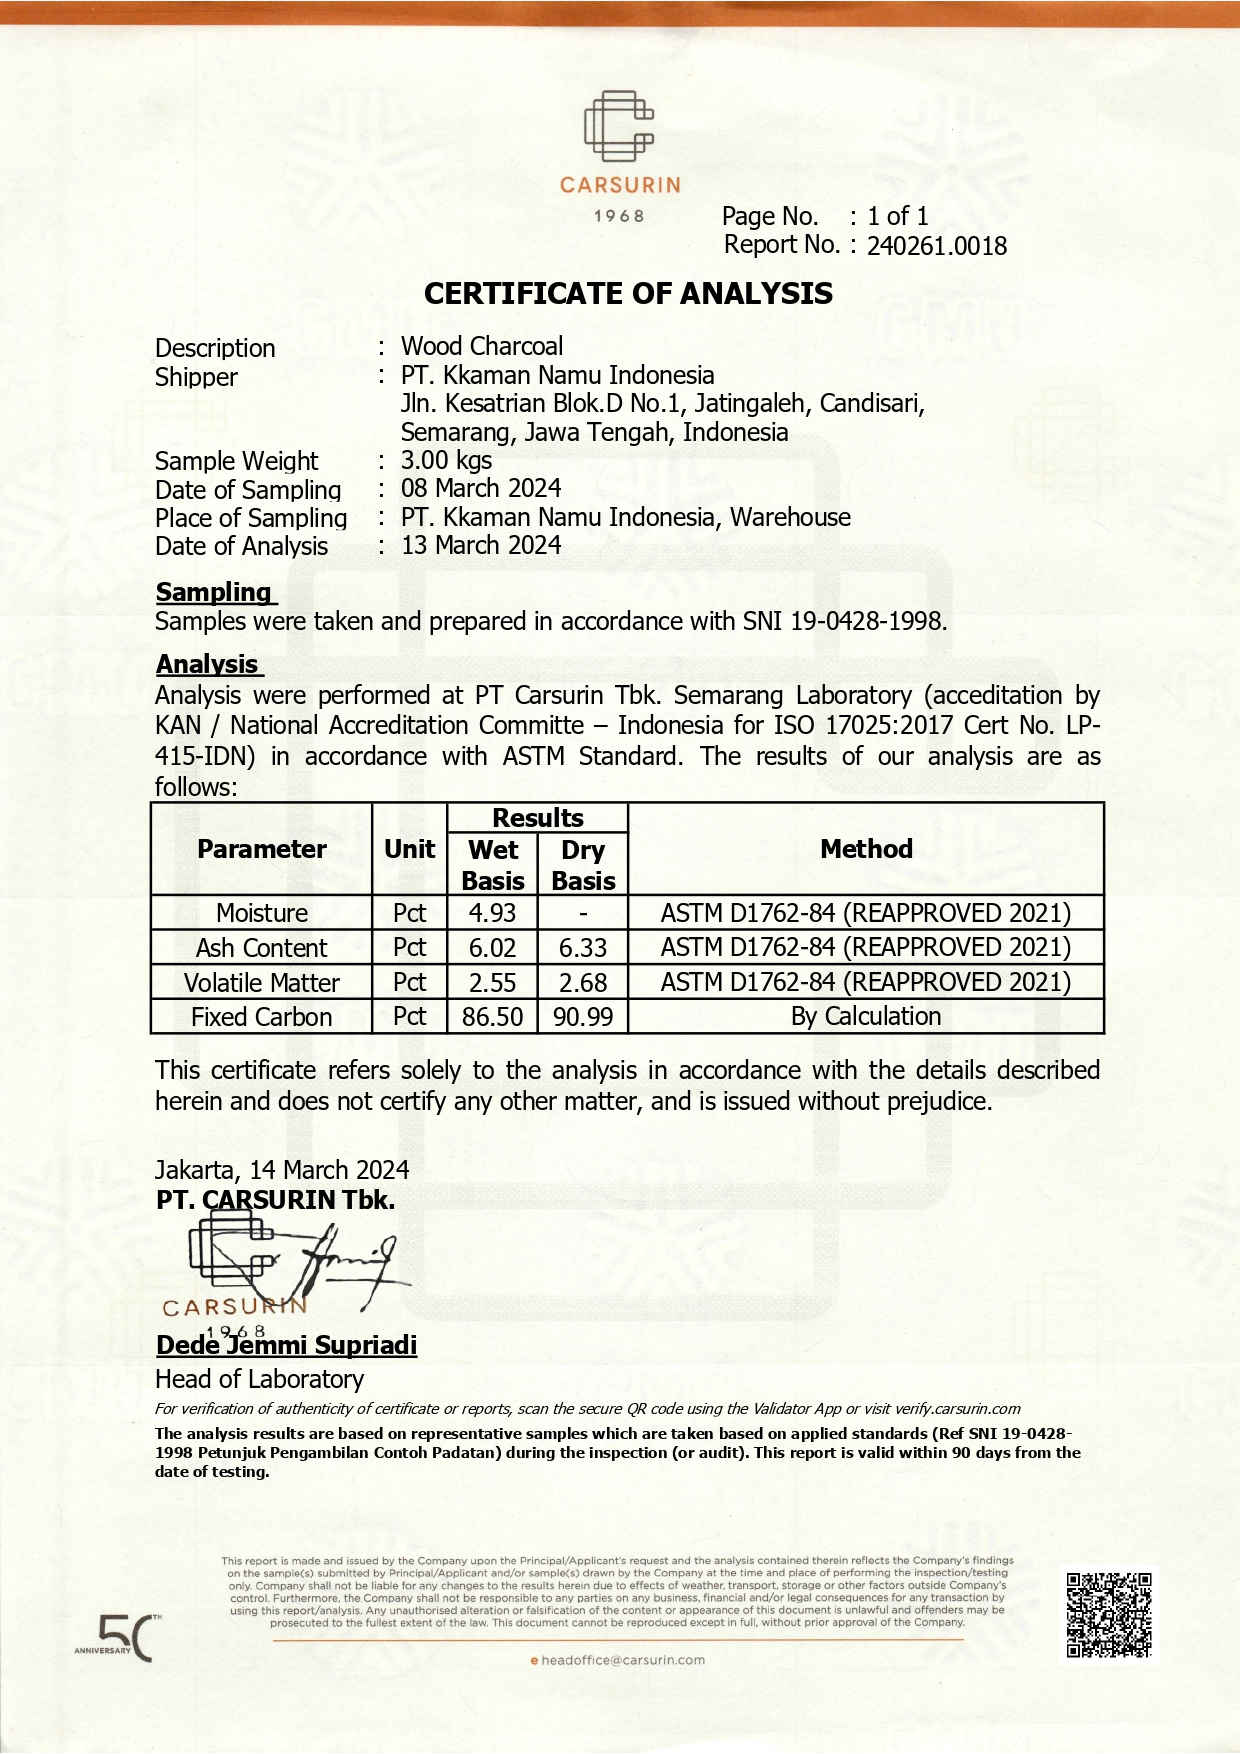 CARSURIN
1968
Page No. : 1 of 1
Report No. : 240261.0018
CERTIFICATE OF ANALYSIS
Description : Wood Charcoal
Shipper : PT. Kkaman Namu Indonesia
Jln. Kesatrian Blok.D No.1, Jatingaleh, Candisari,
Semarang, Jawa Tengah, Indonesia
Sample Weight : 3.00 kgs
Date of Sampling : 08 March 2024
Place of Sampling : PT. Kkaman Namu Indonesia, Warehouse
Date of Analysis : 13 March 2024
Sampling
Samples were taken and prepared in accordance with SNI 19-0428-1998.
Analysis
Analysis were performed at PT Carsurin Tbk. Semarang Laboratory (acceditation by
KAN / National Accreditation Committe – Indonesia for ISO 17025:2017 Cert No. LP-
415-IDN) in accordance with ASTM Standard. The results of our analysis are as
follows:
Parameter Unit Results Method
Wet Basis Dry Basis
Moisture Pct 4.93 - ASTM D1762-84 (REAPPROVED 2021)
Ash Content Pct 6.02 6.33 ASTM D1762-84 (REAPPROVED 2021)
Volatile Matter Pct 2.55 2.68 ASTM D1762-84 (REAPPROVED 2021)
Fixed Carbon Pct 86.50 90.99 By Calculation
This certificate refers solely to the analysis in accordance with the details described
herein and does not certify any other matter, and is issued without prejudice.
Jakarta, 14 March 2024
PT. CARSURIN Tbk.
CARSURIN
1968
Dede Jemmi Supriadi
Head of Laboratory
For verification of authenticity of certificate or reports, scan the secure QR code using the Validator App or visit verify.carsurin.com
The analysis results are based on representative samples which are taken based on applied standards (Ref SNI 19-0428-
1998 Petunjuk Pengambilan Contoh Padatan) during the inspection (or audit). This report is valid within 90 days from the
date of testing.
This report is made and issued by the Company upon the Principal/Applicant's request and the analysis contained therein reflects the Company's findings
on the sample(s) submitted by Principal/Applicant and/or sample(s) drawn by the Company at the time and place of performing the inspection/testing
only. Company shall not be liable for any changes to the results herein due to effects of weather, transport, storage or other factors outside Company's
control. Furthermore, the Company shall not be responsible to any parties on any business, financial and/or legal consequences for any transaction by
using this report/analysis. Any unauthorised alteration or falsification of the content or appearance of this document is unlawful and offenders may be
prosecuted to the fullest extent of the law. This document cannot be reproduced except in full, without prior approval of the Company.
50TH
ANNIVERSARY
e headoffice@carsurin.com